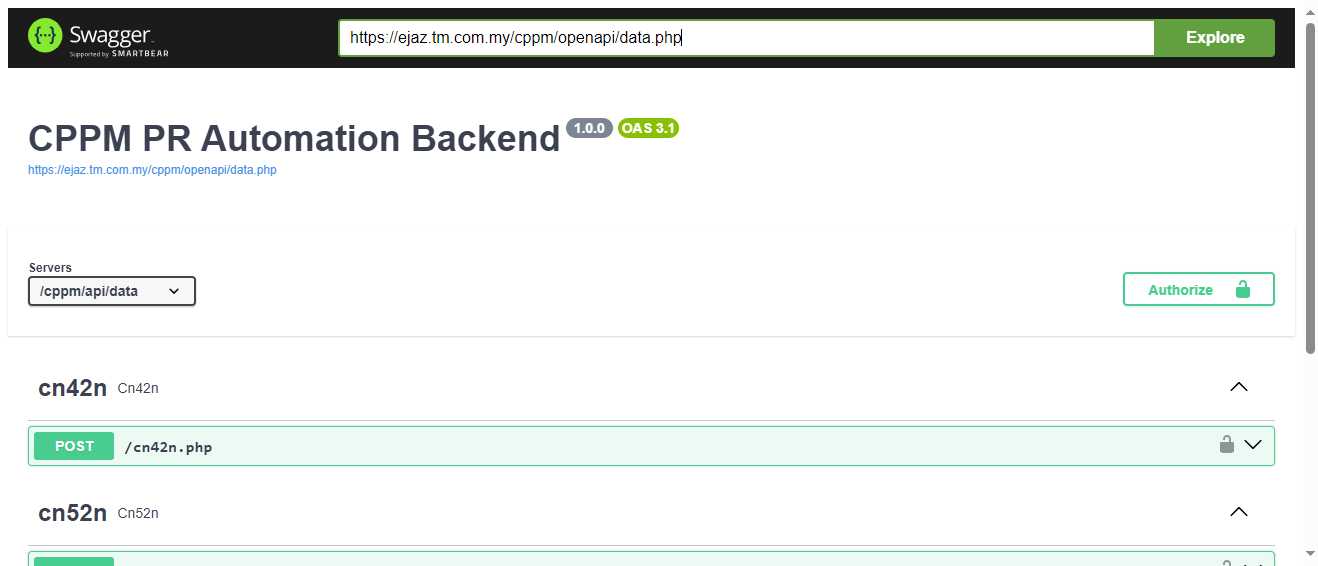 {···} Swagger
Supported by SMARTBEAR
https://ejaz.tm.com.my/cppm/openapi/data.php
Explore
CPPM PR Automation Backend 1.0.0 OAS 3.1
https://ejaz.tm.com.my/cppm/openapi/data.php
Servers
/cppm/api/data
Authorize
cn42n Cn42n
POST /cn42n.php
cn52n Cn52n